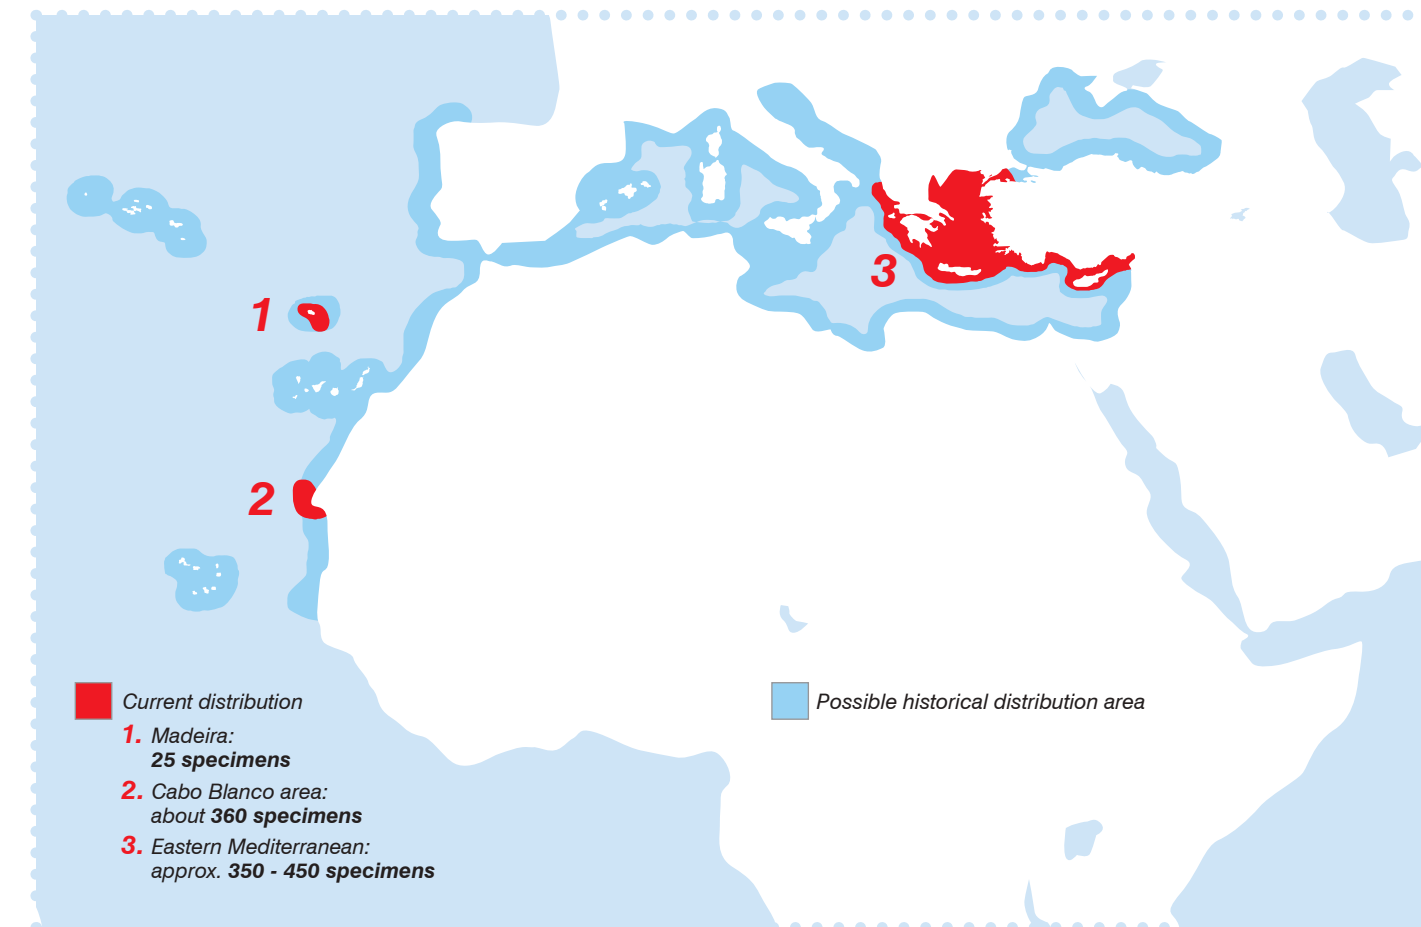 3
1
2
Current distribution
1. Madeira:
25 specimens
2. Cabo Blanco area:
about 360 specimens
3. Eastern Mediterranean:
approx. 350 - 450 specimens
Possible historical distribution area